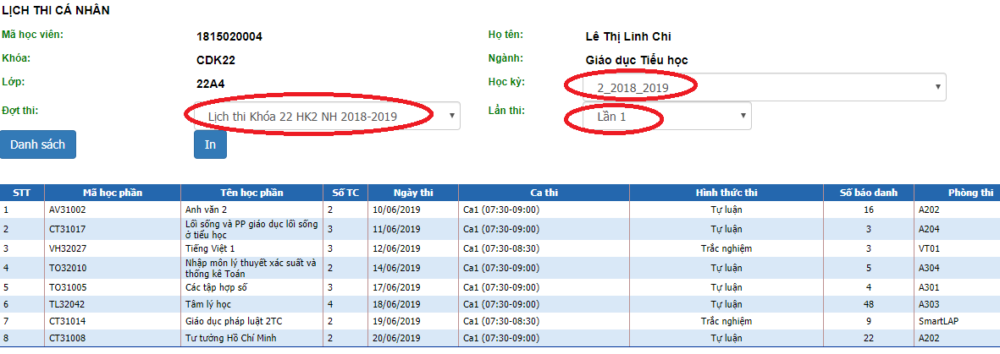 LỊCH THI CÁ NHÂN
Mã học viên: 1815020004 Họ tên: Lê Thị Linh Chi
Khóa: CDK22 Ngành: Giáo dục Tiểu học
Lớp: 22A4 Học kỳ: 2_2018_2019
Đợt thi: Lịch thi Khóa 22 HK2 NH 2018-2019 Lần thi: Lần 1
Danh sách In
STT Mã học phần Tên học phần Số TC Ngày thi Ca thi Hình thức thi Số báo danh Phòng thi
1 AV31002 Anh văn 2 2 10/06/2019 Ca1 (07:30-09:00) Tự luận 16 A202
2 CT31017 Lối sống và PP giáo dục lối sống ở tiểu học 3 11/06/2019 Ca1 (07:30-09:00) Tự luận 3 A204
3 VH32027 Tiếng Việt 1 3 12/06/2019 Ca1 (07:30-08:30) Trắc nghiệm 3 VT01
4 TO32010 Nhập môn lý thuyết xác suất và thống kê Toán 2 14/06/2019 Ca1 (07:30-09:00) Tự luận 5 A304
5 TO31005 Các tập hợp số 3 17/06/2019 Ca1 (07:30-09:00) Tự luận 4 A301
6 TL32042 Tâm lý học 4 18/06/2019 Ca1 (07:30-09:00) Tự luận 48 A303
7 CT31014 Giáo dục pháp luật 2TC 2 19/06/2019 Ca1 (07:30-08:30) Trắc nghiệm 9 SmartLAP
8 CT31008 Tư tưởng Hồ Chí Minh 2 20/06/2019 Ca1 (07:30-09:00) Tự luận 22 A202